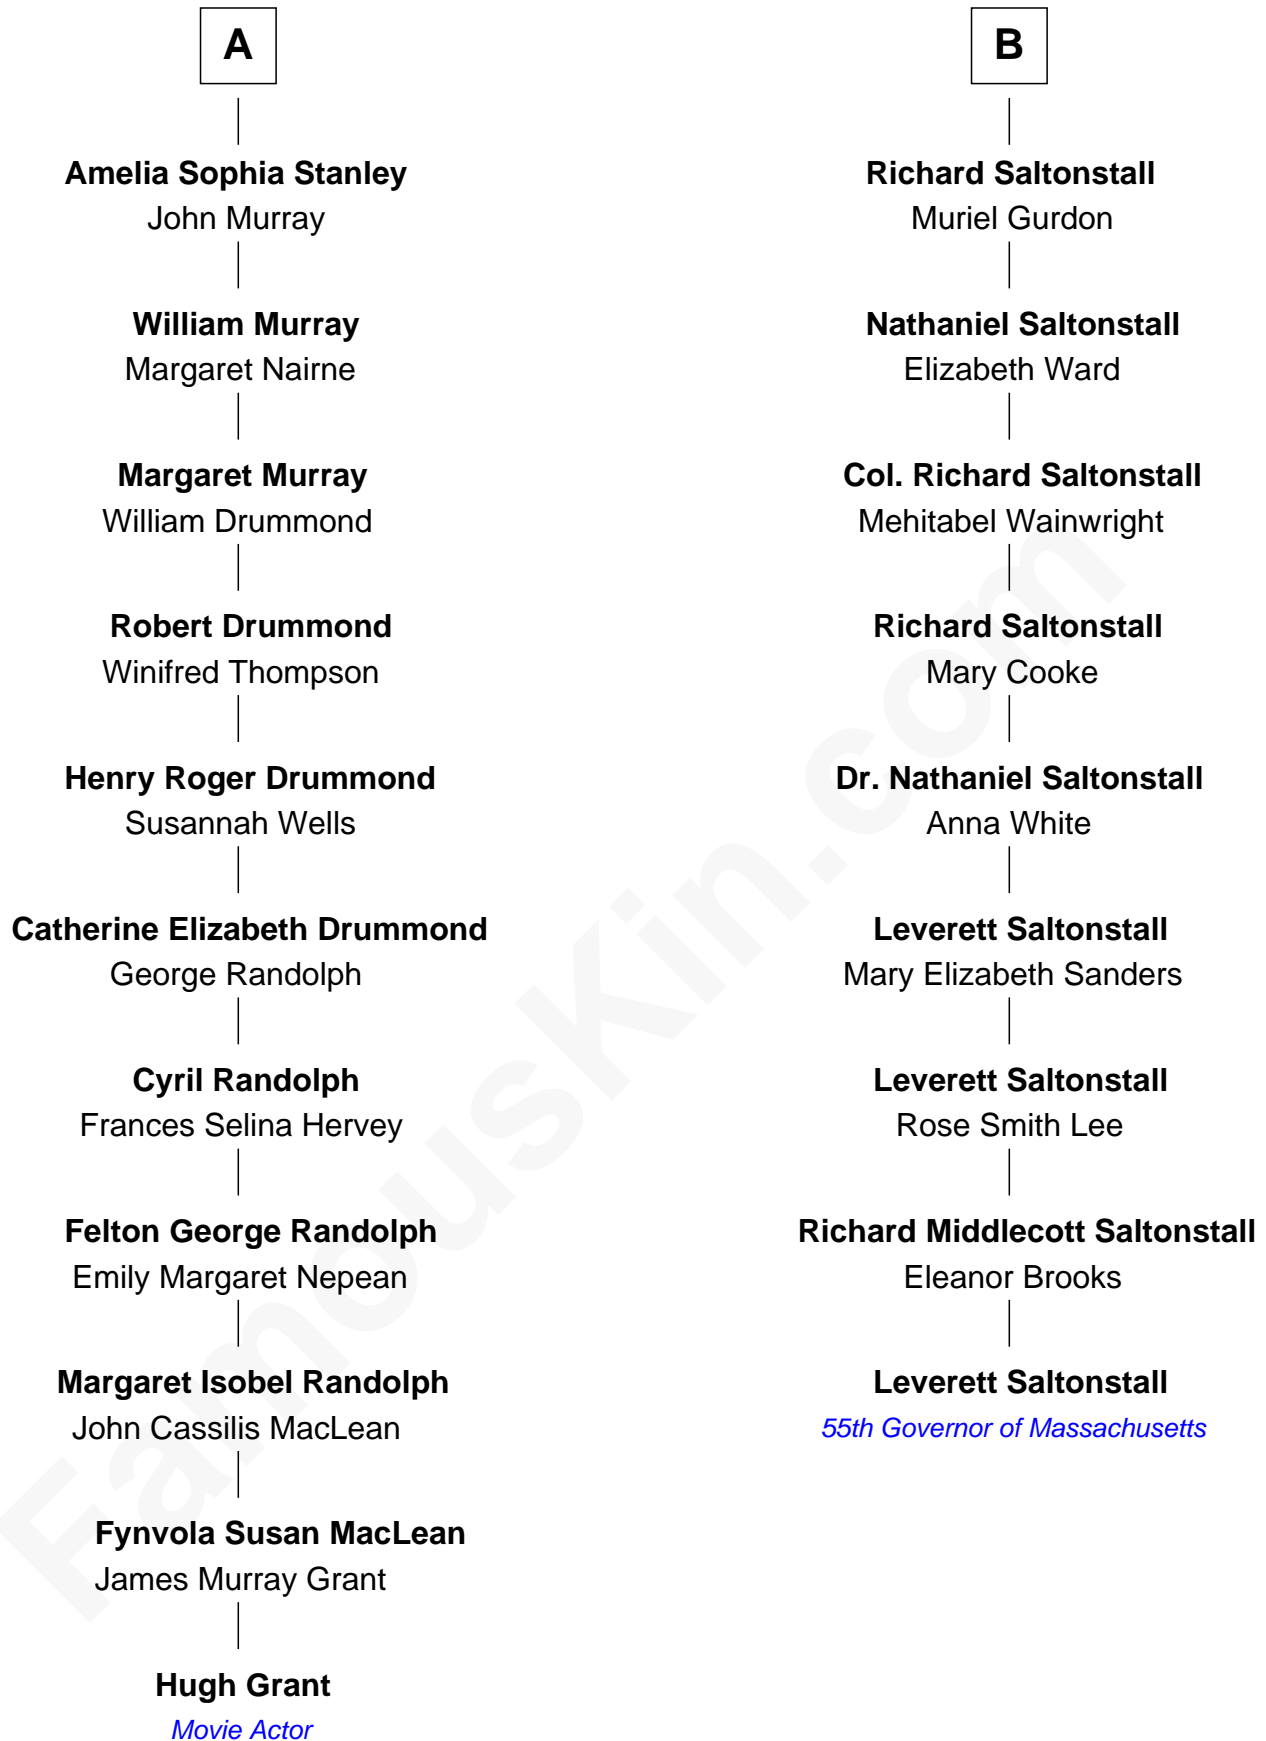 A
Amelia Sophia Stanley
John Murray
William Murray
Margaret Nairne
Margaret Murray
William Drummond
Robert Drummond
Winifred Thompson
Henry Roger Drummond
Susannah Wells
Catherine Elizabeth Drummond
George Randolph
Cyril Randolph
Frances Selina Hervey
Felton George Randolph
Emily Margaret Nepean
Margaret Isobel Randolph
John Cassilis MacLean
Fynvola Susan MacLean
James Murray Grant
Hugh Grant
Movie Actor
B
Richard Saltonstall
Muriel Gurdon
Nathaniel Saltonstall
Elizabeth Ward
Col. Richard Saltonstall
Mehitabel Wainwright
Richard Saltonstall
Mary Cooke
Dr. Nathaniel Saltonstall
Anna White
Leverett Saltonstall
Mary Elizabeth Sanders
Leverett Saltonstall
Rose Smith Lee
Richard Middlecott Saltonstall
Eleanor Brooks
Leverett Saltonstall
55th Governor of Massachusetts
FamousKin.com